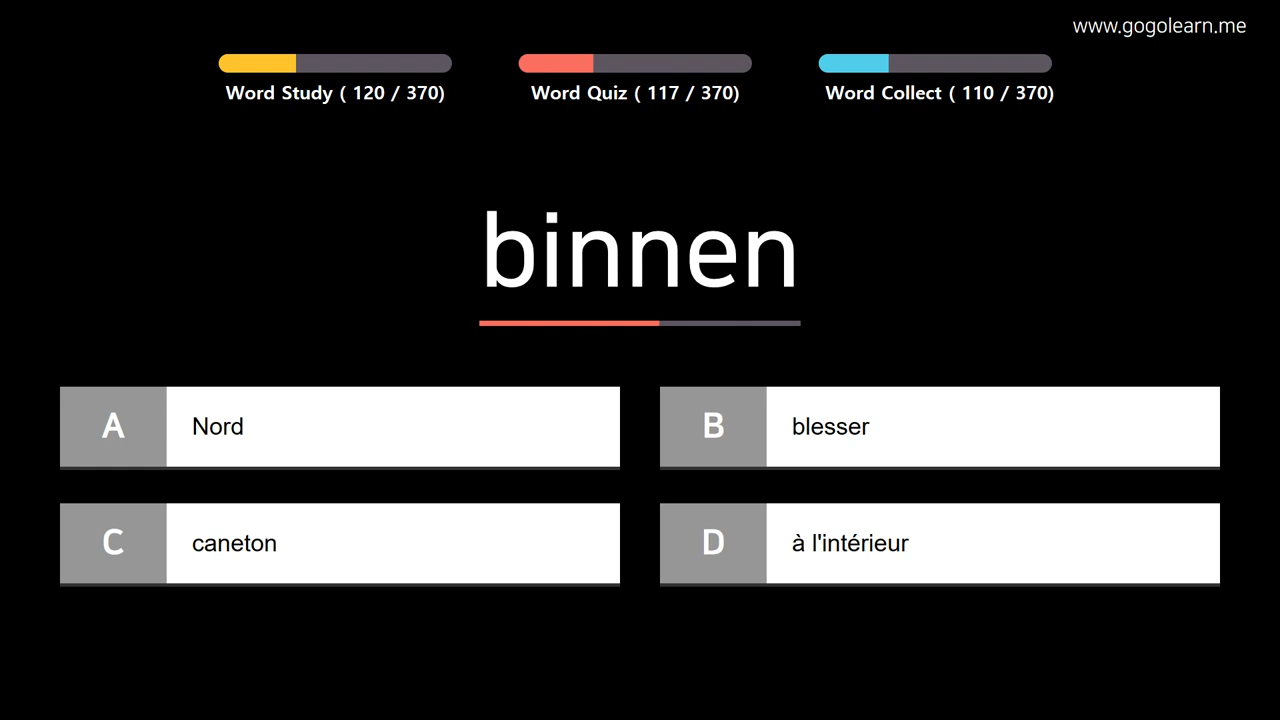 www.gogolearn.me
Word Study ( 120 / 370)
Word Quiz ( 117 / 370)
Word Collect ( 110 / 370)
binnen
A Nord
B blesser
C caneton
D à l'intérieur